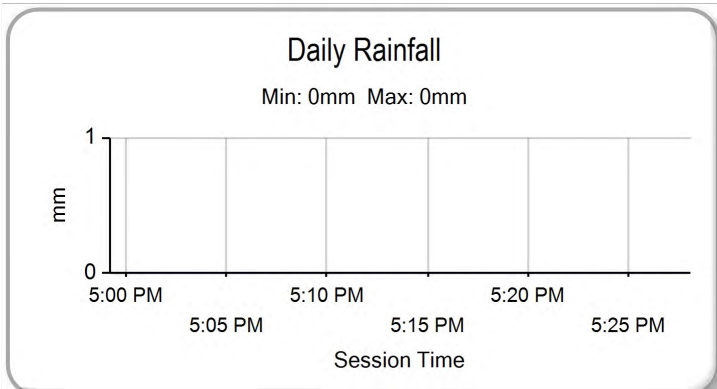 Daily Rainfall
Min: 0mm Max: 0mm
1
mm
0
5:00 PM 5:10 PM 5:20 PM
5:05 PM 5:15 PM 5:25 PM
Session Time